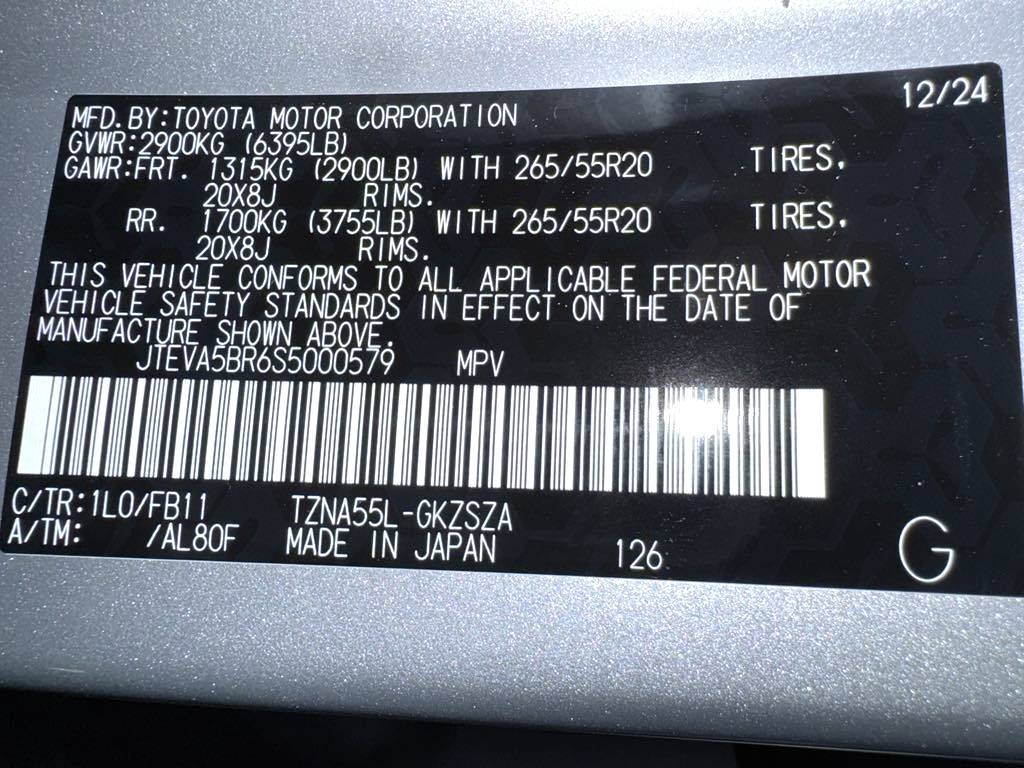 12/24
MFD.BY:TOYOTA MOTOR CORPORATION
GVWR:2900KG (6395LB)
GAWR:FRT. 1315KG (2900LB) WITH 265/55R20 TIRES,
20X8J RIMS.
RR. 1700KG (3755LB) WITH 265/55R20 TIRES,
20X8J RIMS.
THIS VEHICLE CONFORMS TO ALL APPLICABLE FEDERAL MOTOR
VEHICLE SAFETY STANDARDS IN EFFECT ON THE DATE OF
MANUFACTURE SHOWN ABOVE.
JTEVA5BR6S5000579 MPV
C/TR:1L0/FB11 TZNA55L-GKZSZA
A/TM: /AL80F MADE IN JAPAN 126 G